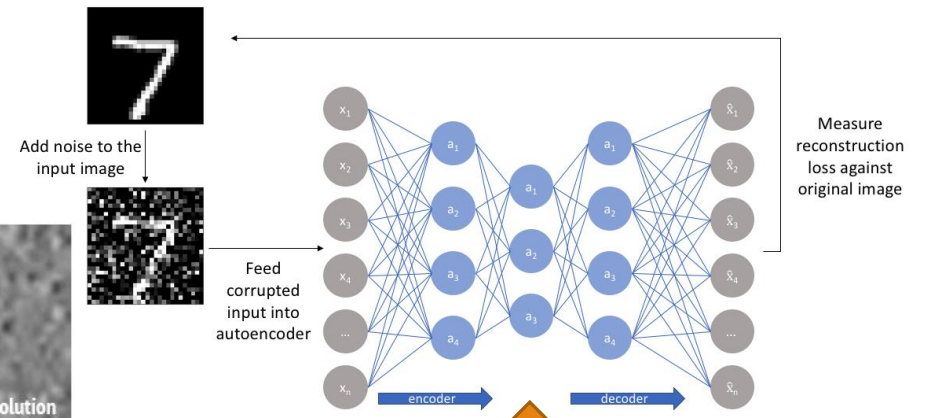 Add noise to the
input image
Feed
corrupted
input into
autoencoder
x1
x2
x3
x4
...
xn
a1
a2
a3
a4
a1
a2
a3
a1
a2
a3
a4
x̂1
x̂2
x̂3
x̂4
...
x̂n
encoder
decoder
Measure
reconstruction
loss against
original image
olution